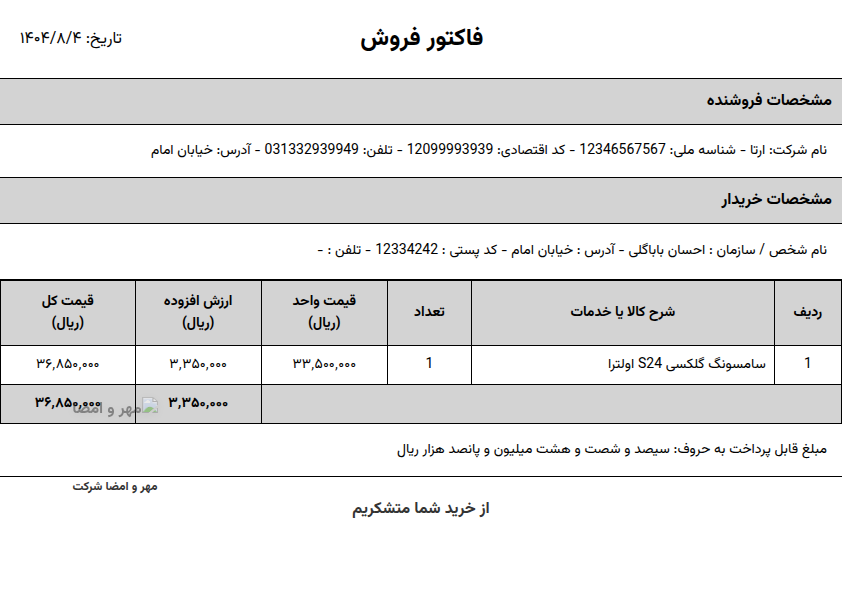 فاکتور فروش
تاریخ: ۱۴۰۴/۸/۴
مشخصات فروشنده
نام شرکت: ارتا - شناسه ملی: 12346567567 - کد اقتصادی: 12099993939 - تلفن: 031332939949 - آدرس: خیابان امام
مشخصات خریدار
نام شخص / سازمان : احسان باباگلی - آدرس : خیابان امام - کد پستی : 12334242 - تلفن : -
ردیف شرح کالا یا خدمات تعداد قیمت واحد (ریال) ارزش افزوده (ریال) قیمت کل (ریال)
1 سامسونگ گلکسی S24 اولترا 1 ۳۳,۵۰۰,۰۰۰ ۳,۳۵۰,۰۰۰ ۳۶,۸۵۰,۰۰۰
۳,۳۵۰,۰۰۰ ۳۶,۸۵۰,۰۰۰
مهر و امضا
مبلغ قابل پرداخت به حروف: سیصد و شصت و هشت میلیون و پانصد هزار ریال
مهر و امضا شرکت
از خرید شما متشکریم